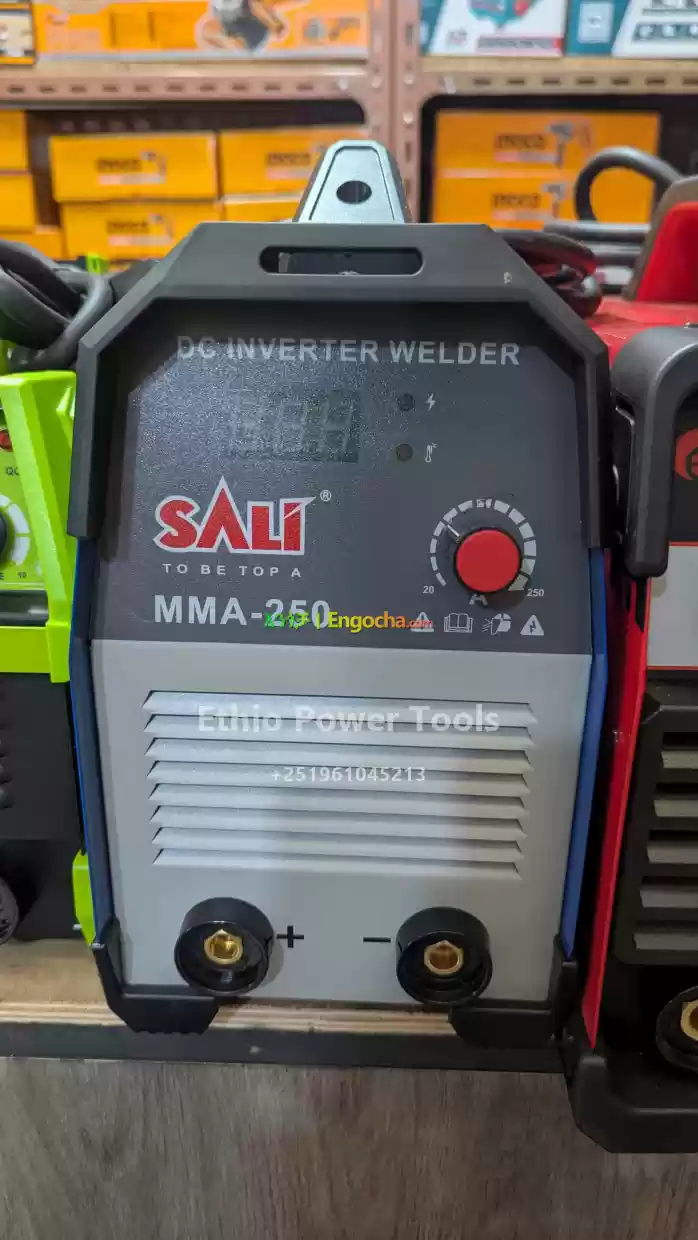 DC INVERTER WELDER
SALI®
TO BE TOP A
20
250
A
MMA-250
Engocha.com
Ethio Power Tools
+251961045213
+ −